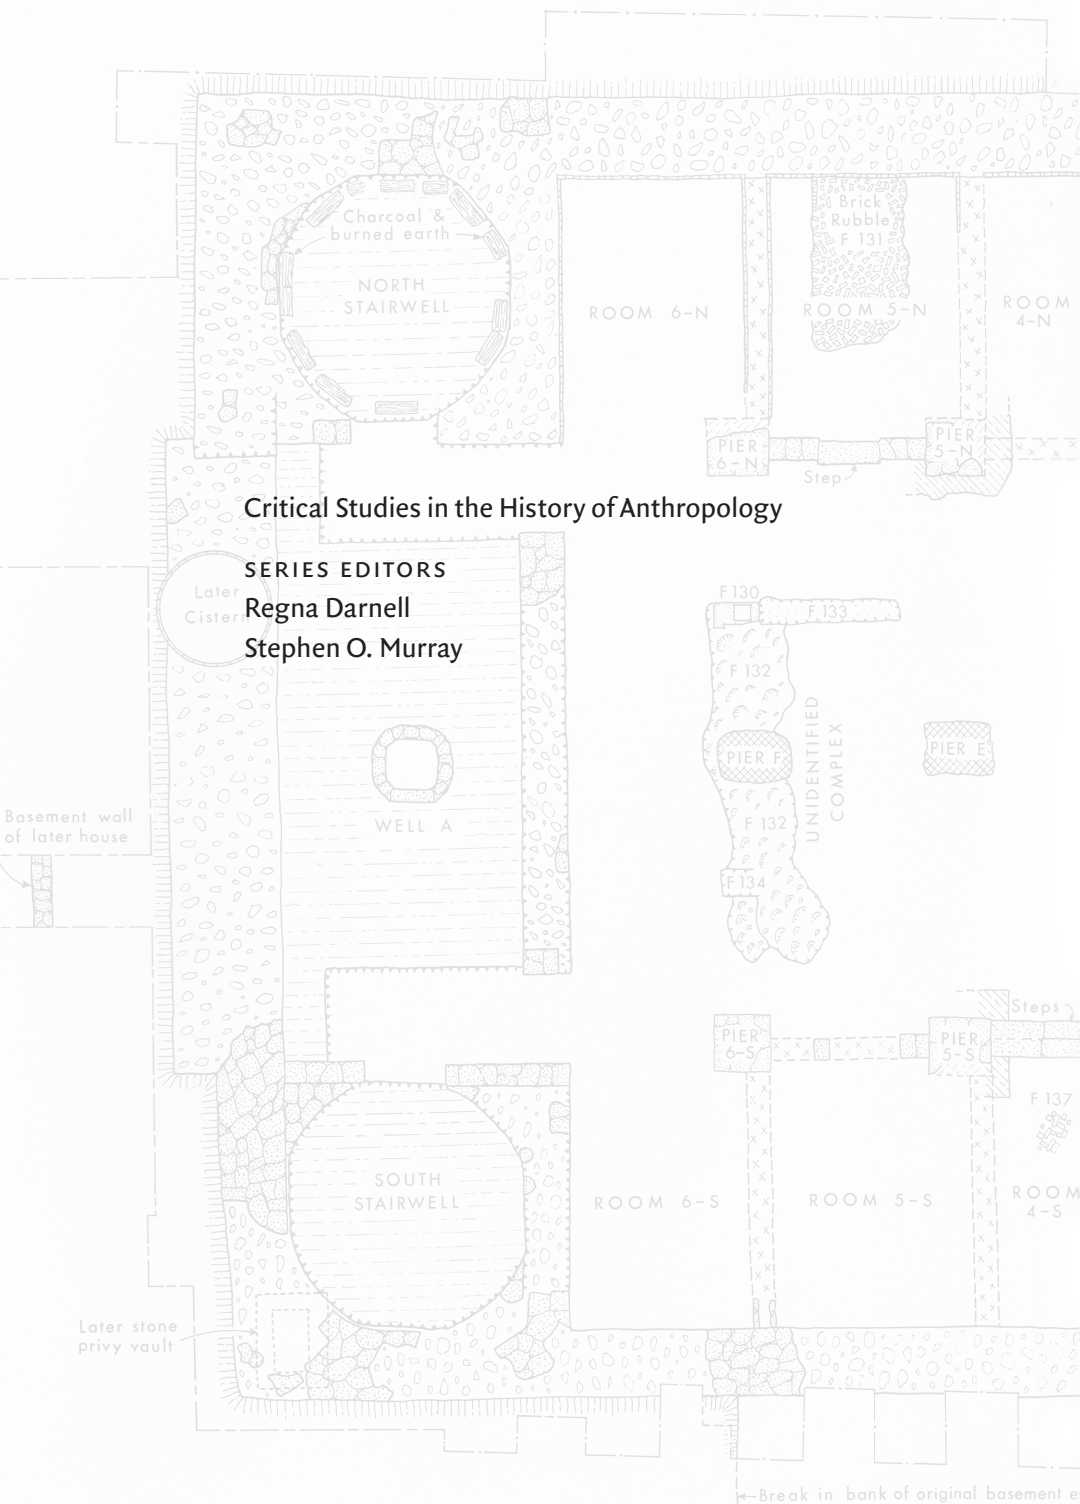 Charcoal &
burned earth
NORTH
STAIRWELL
ROOM 6-N
Brick
Rubble
F 131
ROOM 5-N
ROOM
4-N
PIER
6-N
PIER
5-N
Step
Critical Studies in the History of Anthropology
SERIES EDITORS
Regna Darnell
Stephen O. Murray
Later
Cistern
F 130
F 133
F 132
UNIDENTIFIED
COMPLEX
PIER F
PIER E
F 132
F 134
WELL A
Basement wall
of later house
Steps
PIER
6-S
PIER
5-S
F 137
SOUTH
STAIRWELL
ROOM 6-S
ROOM 5-S
ROOM
4-S
Later stone
privy vault
Break in bank of original basement e